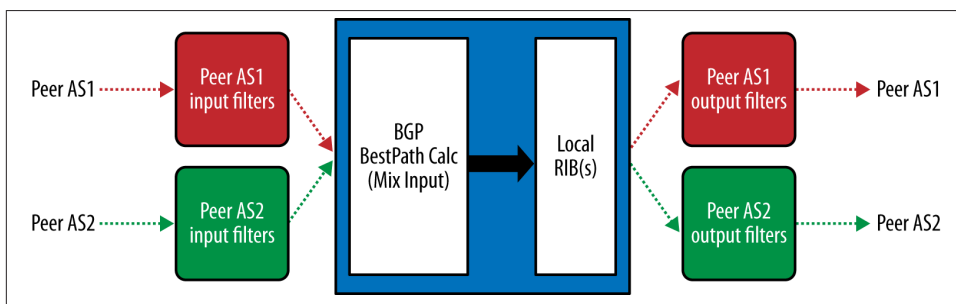 Peer AS1
Peer AS1
input filters
Peer AS2
Peer AS2
input filters
BGP
BestPath Calc
(Mix Input)
Local
RIB(s)
Peer AS1
output filters
Peer AS1
Peer AS2
output filters
Peer AS2